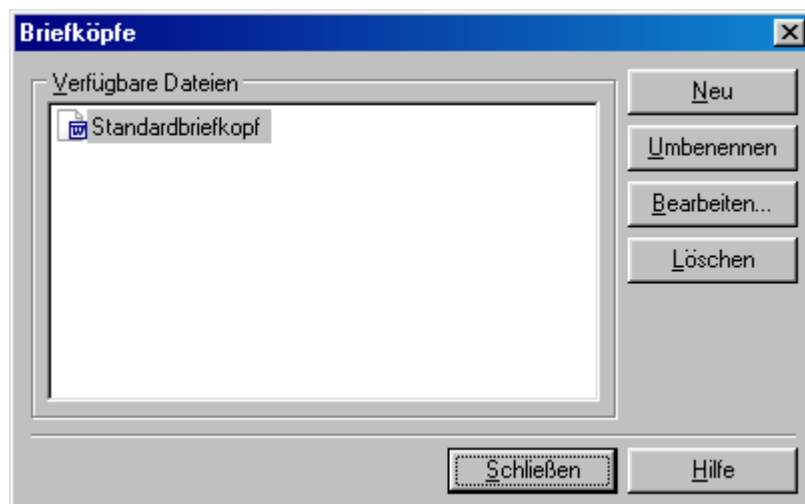 Briefköpfe
Verfügbare Dateien
Standardbriefkopf
Neu
Umbenennen
Bearbeiten...
Löschen
Schließen
Hilfe